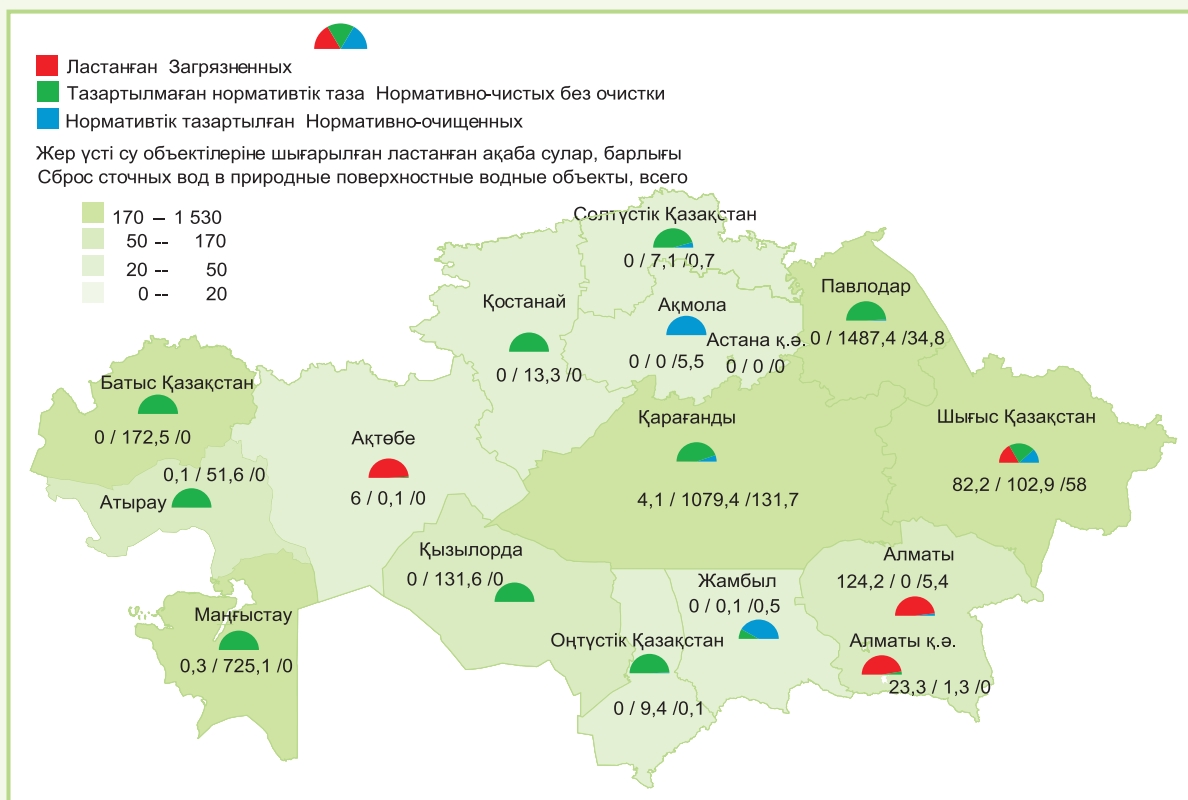 Ластанған Загрязненных
Тазартылмаған нормативтік таза Нормативно-чистых без очистки
Нормативтік тазартылған Нормативно-очищенных
Жер үсті су объектілеріне шығарылған ластанған ақаба сулар, барлығы
Сброс сточных вод в природные поверхностные водные объекты, всего
170 – 1 530
50 -- 170
20 -- 50
0 -- 20
Солтүстік Қазақстан
0 / 7,1 /0,7
Қостанай
0 / 13,3 /0
Ақмола
0 / 0 /5,5
Астана қ.ә.
0 / 0 /0
Павлодар
0 / 1487,4 /34,8
Батыс Қазақстан
0 / 172,5 /0
Ақтөбе
6 / 0,1 /0
Қарағанды
4,1 / 1079,4 /131,7
Шығыс Қазақстан
82,2 / 102,9 /58
0,1 / 51,6 /0
Атырау
Қызылорда
0 / 131,6 /0
Жамбыл
0 / 0,1 /0,5
Алматы
124,2 / 0 /5,4
Маңғыстау
0,3 / 725,1 /0
Оңтүстік Қазақстан
0 / 9,4 /0,1
Алматы қ.ә.
23,3 / 1,3 /0